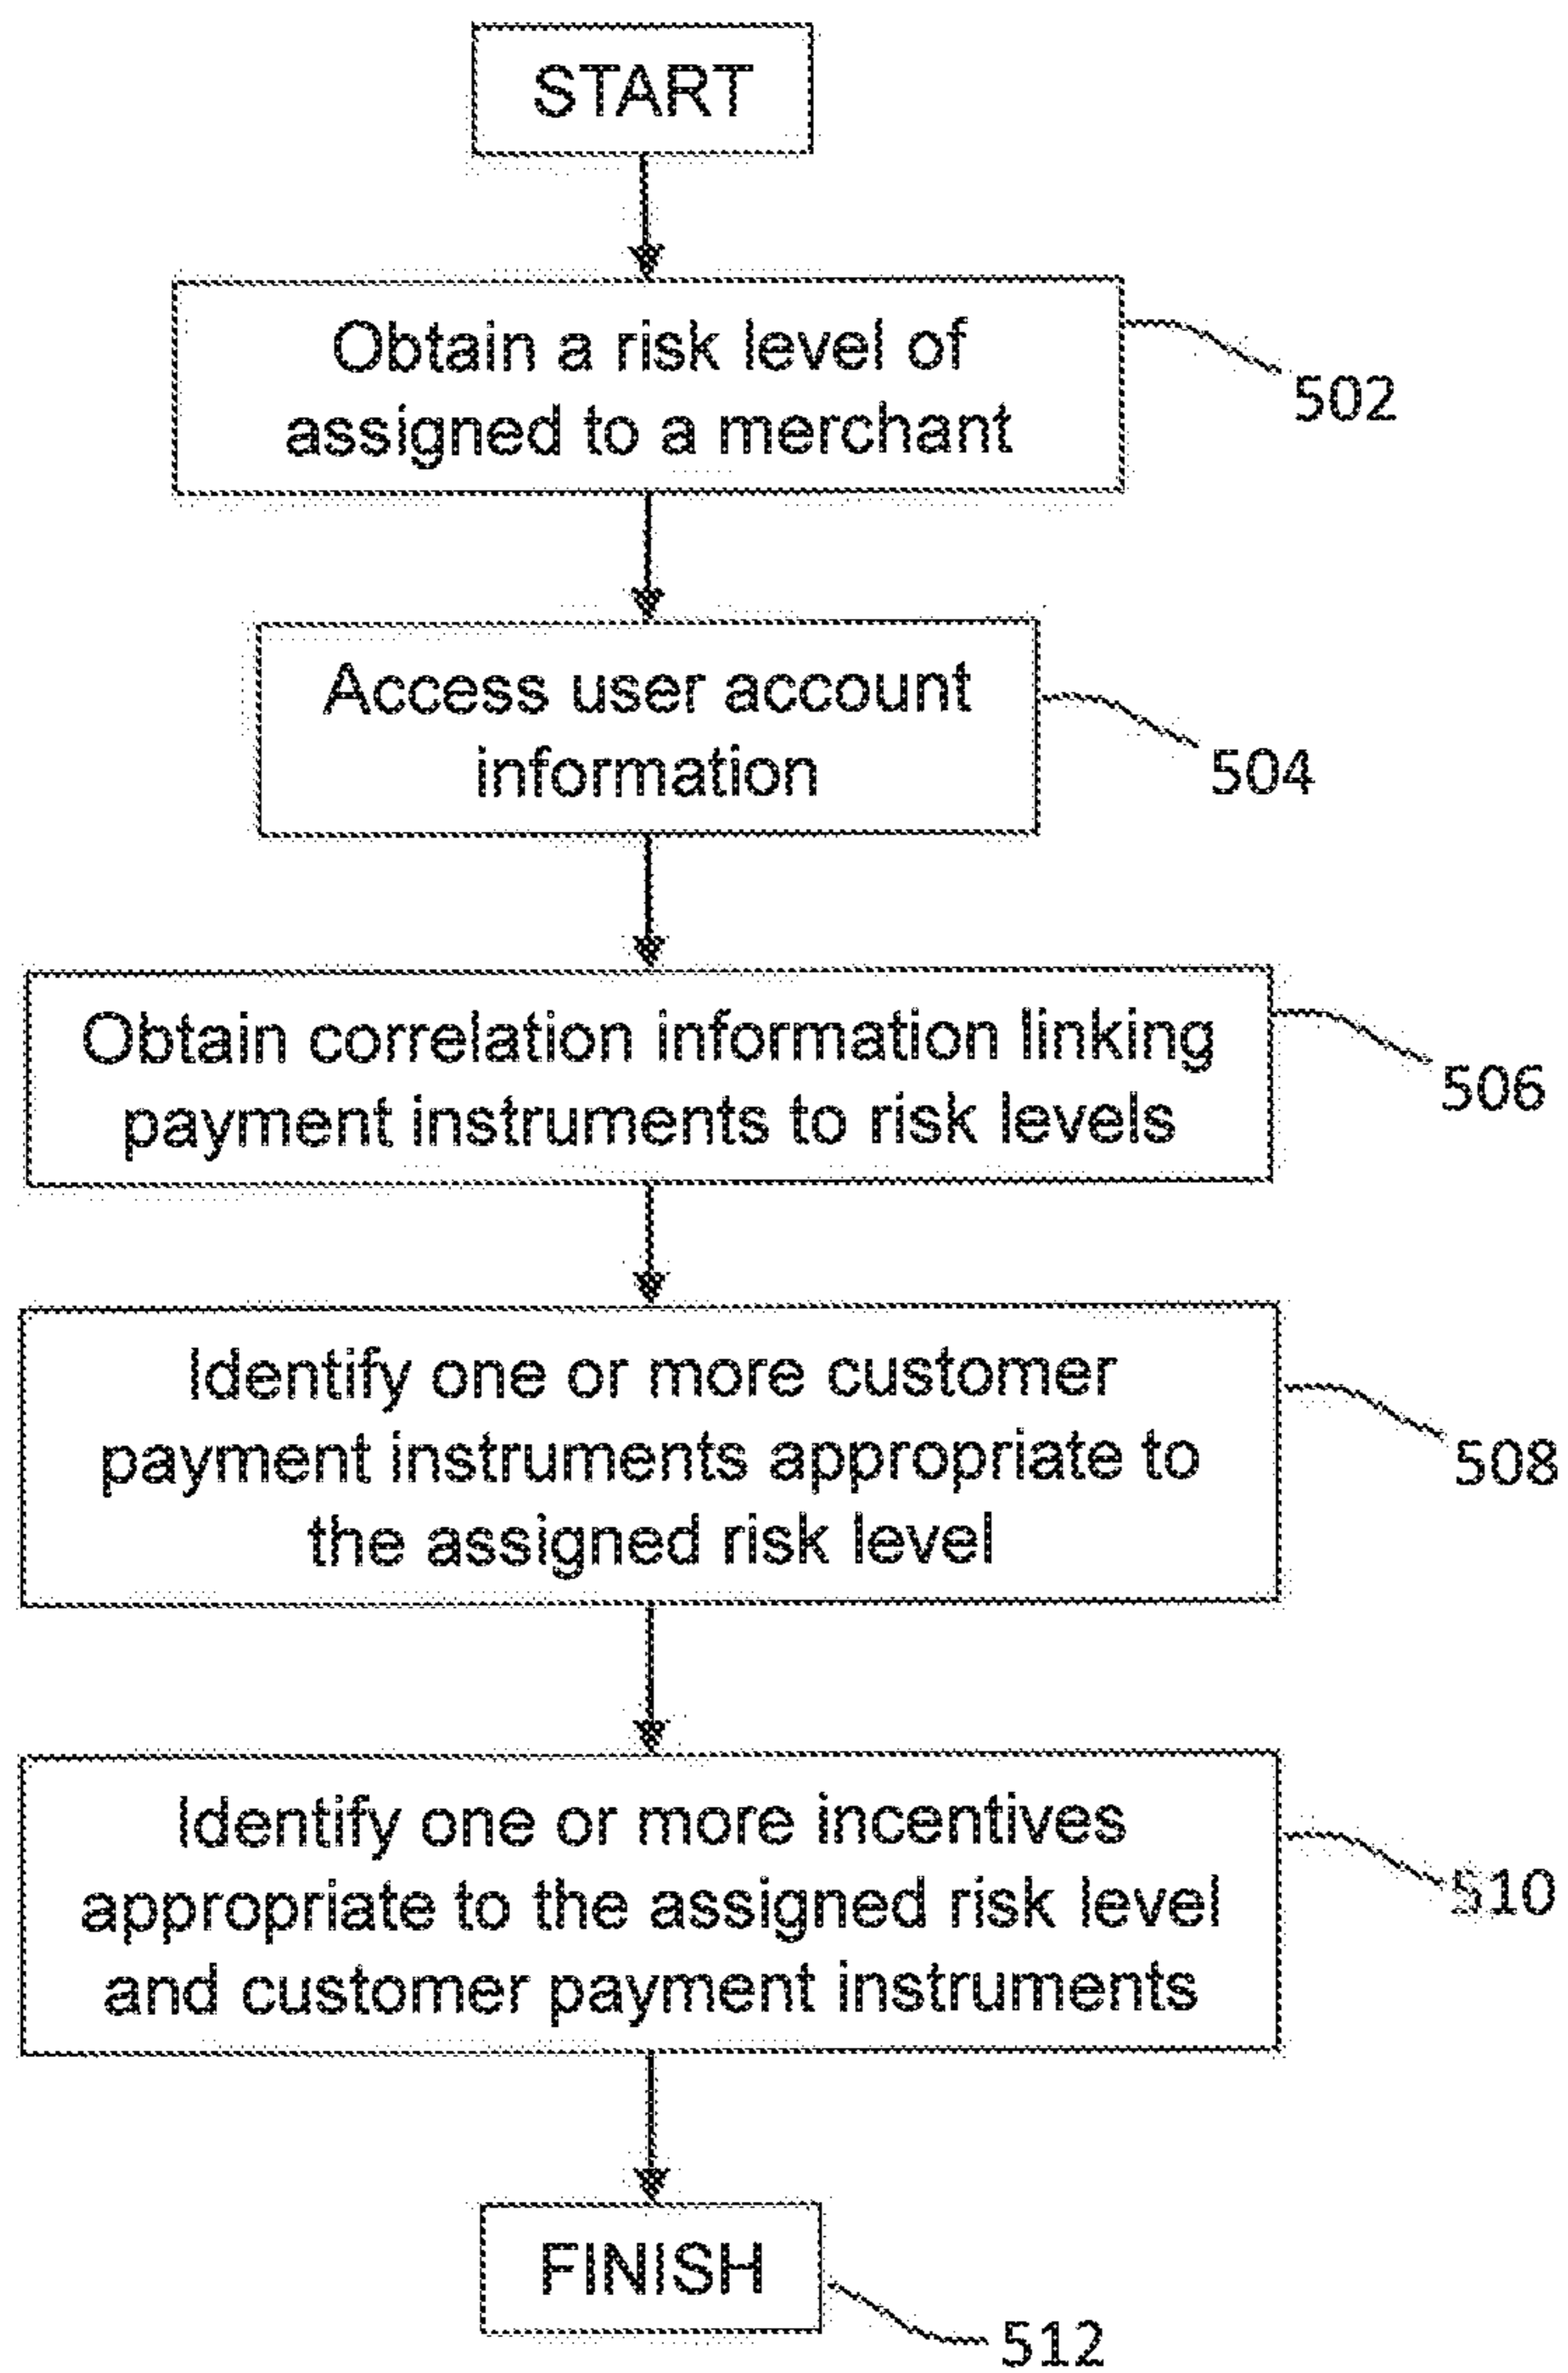 START
Obtain a risk level of
assigned to a merchant
502
Access user account
information
504
Obtain correlation information linking
payment instruments to risk levels
506
Identify one or more customer
payment instruments appropriate to
the assigned risk level
508
Identify one or more incentives
appropriate to the assigned risk level
and customer payment instruments
510
FINISH
512